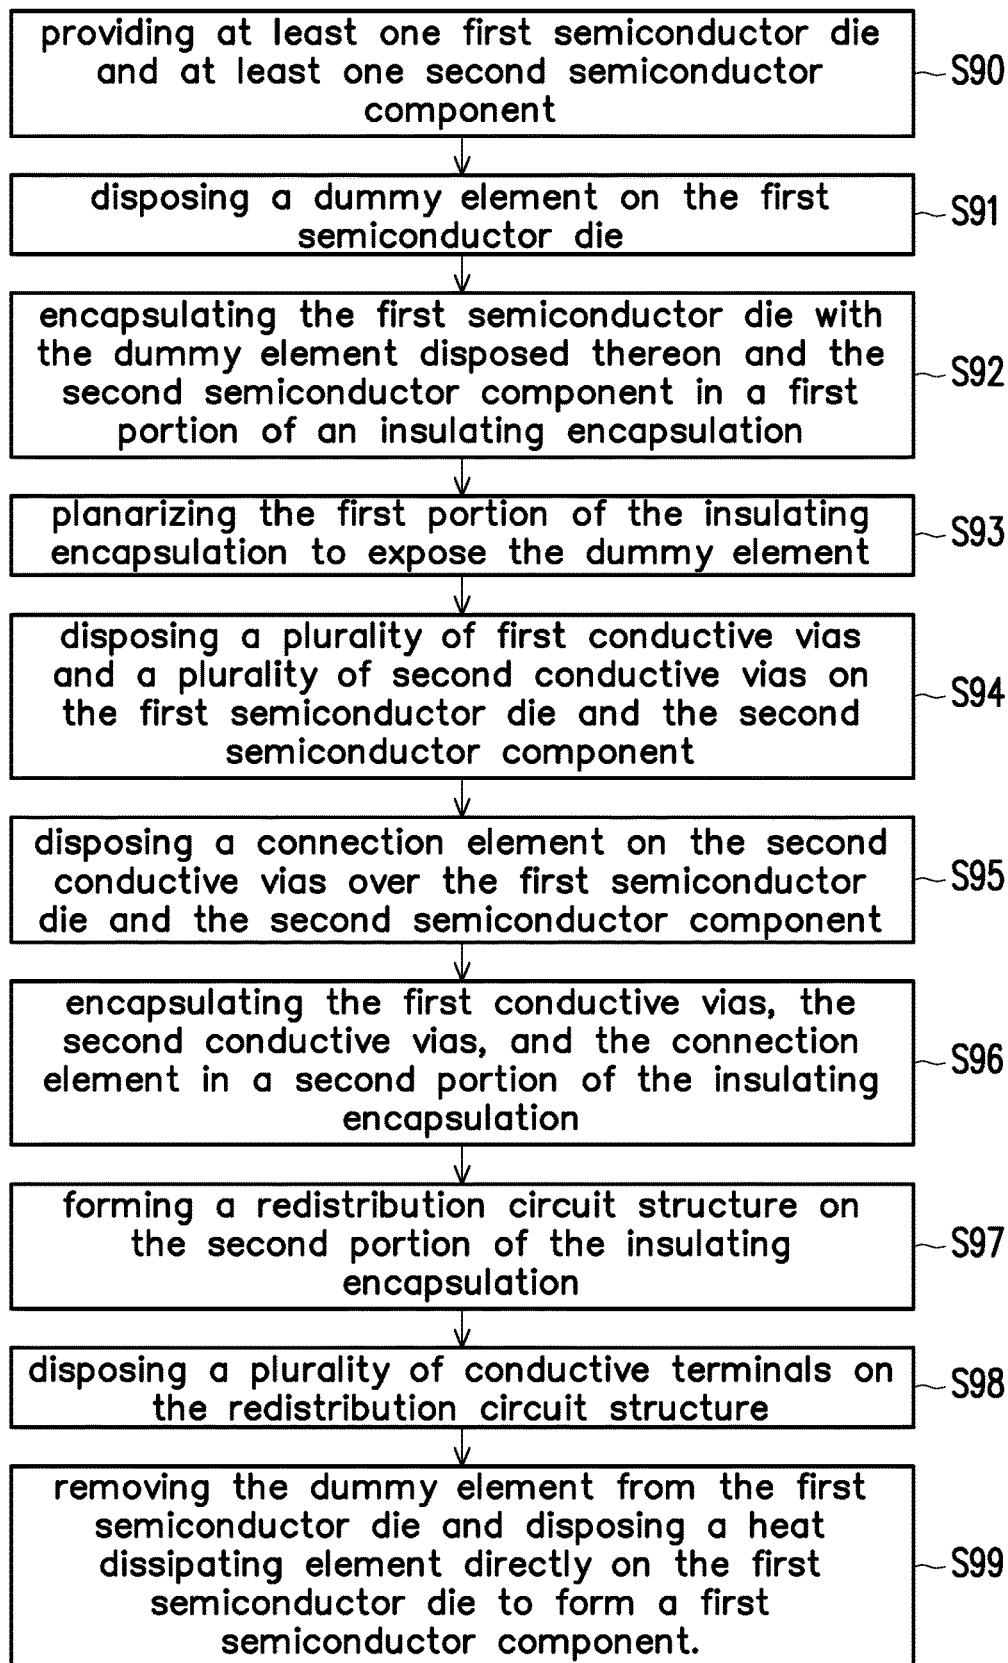 providing at least one first semiconductor die
and at least one second semiconductor
component
S90
disposing a dummy element on the first
semiconductor die
S91
encapsulating the first semiconductor die with
the dummy element disposed thereon and the
second semiconductor component in a first
portion of an insulating encapsulation
S92
planarizing the first portion of the insulating
encapsulation to expose the dummy element
S93
disposing a plurality of first conductive vias
and a plurality of second conductive vias on
the first semiconductor die and the second
semiconductor component
S94
disposing a connection element on the second
conductive vias over the first semiconductor
die and the second semiconductor component
S95
encapsulating the first conductive vias, the
second conductive vias, and the connection
element in a second portion of the insulating
encapsulation
S96
forming a redistribution circuit structure on
the second portion of the insulating
encapsulation
S97
disposing a plurality of conductive terminals on
the redistribution circuit structure
S98
removing the dummy element from the first
semiconductor die and disposing a heat
dissipating element directly on the first
semiconductor die to form a first
semiconductor component.
S99